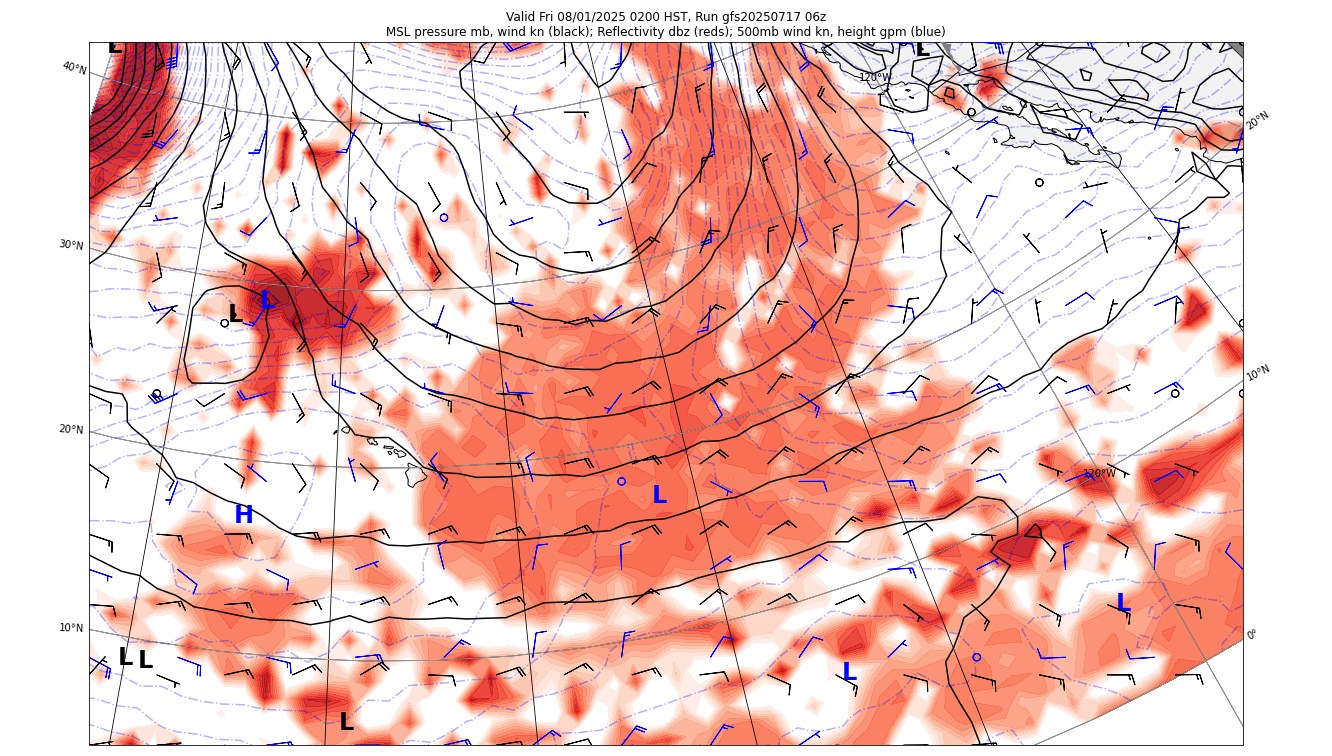 Valid Fri 08/01/2025 0200 HST, Run gfs20250717 06z
MSL pressure mb, wind kn (black); Reflectivity dbz (reds); 500mb wind kn, height gpm (blue)
L
L
40°N
120°W
20°N
30°N
L
L
10°N
20°N
120°W
L
H
L
10°N
0°
L
L
L
L